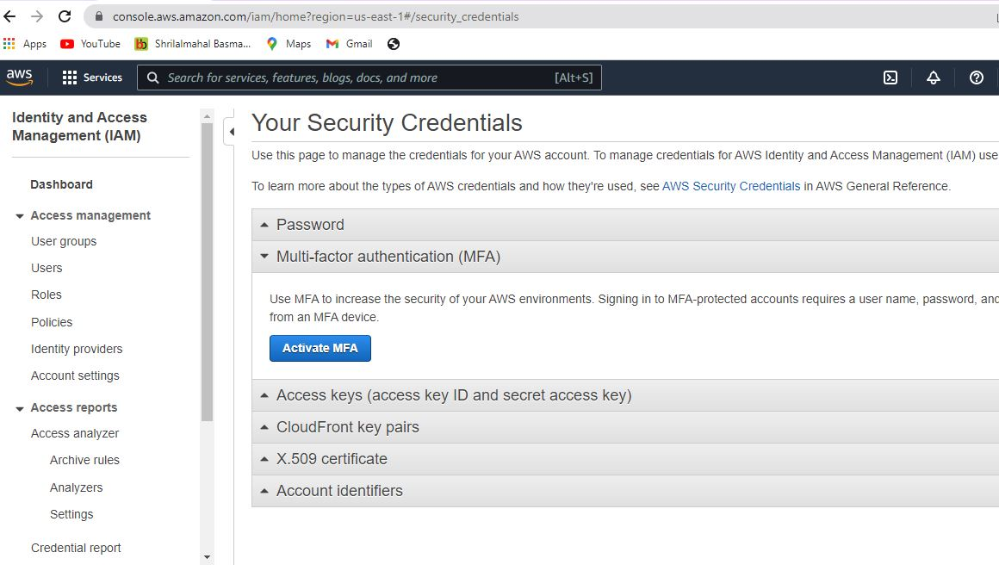 console.aws.amazon.com/iam/home?region=us-east-1#/security_credentials
Apps YouTube Shrilalmahal Basma... Maps Gmail
aws Services Search for services, features, blogs, docs, and more [Alt+S]
Identity and Access
Management (IAM)
Dashboard
Access management
User groups
Users
Roles
Policies
Identity providers
Account settings
Access reports
Access analyzer
Archive rules
Analyzers
Settings
Credential report
Your Security Credentials
Use this page to manage the credentials for your AWS account. To manage credentials for AWS Identity and Access Management (IAM) use
To learn more about the types of AWS credentials and how they're used, see AWS Security Credentials in AWS General Reference.
Password
Multi-factor authentication (MFA)
Use MFA to increase the security of your AWS environments. Signing in to MFA-protected accounts requires a user name, password, and
from an MFA device.
Activate MFA
Access keys (access key ID and secret access key)
CloudFront key pairs
X.509 certificate
Account identifiers